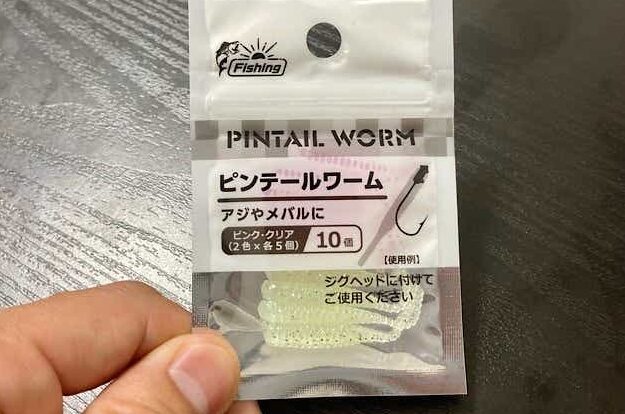 Fishing
PINTAIL WORM
ピンテールワーム
アジやメバルに
ピンク・クリア
(2色×各5個)
10個
【使用例】
ジグヘッドに付けて
ご使用ください